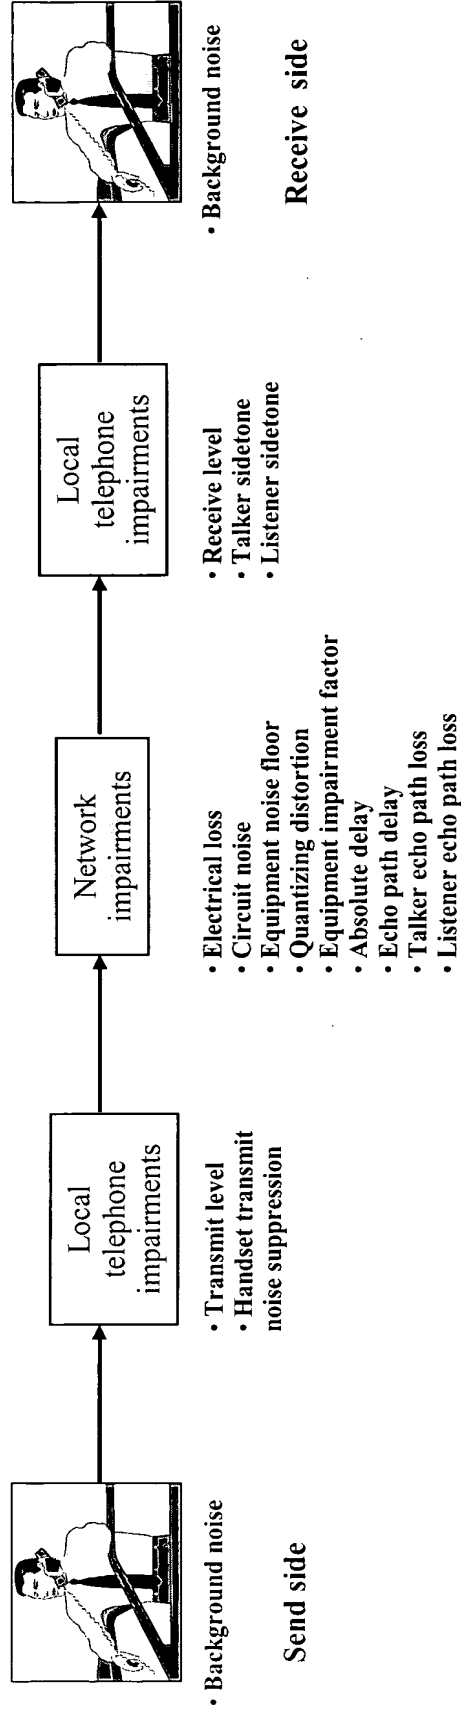 • Background noise
Send side
Local
telephone
impairments
• Transmit level
• Handset transmit
noise suppression
Network
impairments
• Electrical loss
• Circuit noise
• Equipment noise floor
• Quantizing distortion
• Equipment impairment factor
• Absolute delay
• Echo path delay
• Talker echo path loss
• Listener echo path loss
Local
telephone
impairments
• Receive level
• Talker sidetone
• Listener sidetone
• Background noise
Receive side